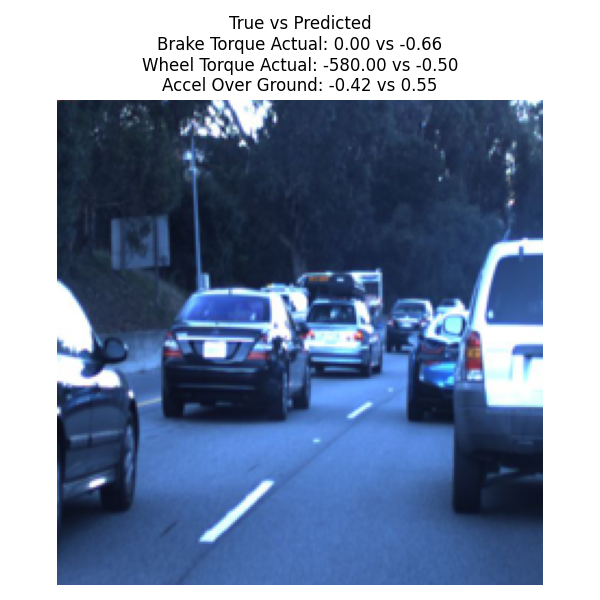 True vs Predicted
Brake Torque Actual: 0.00 vs -0.66
Wheel Torque Actual: -580.00 vs -0.50
Accel Over Ground: -0.42 vs 0.55